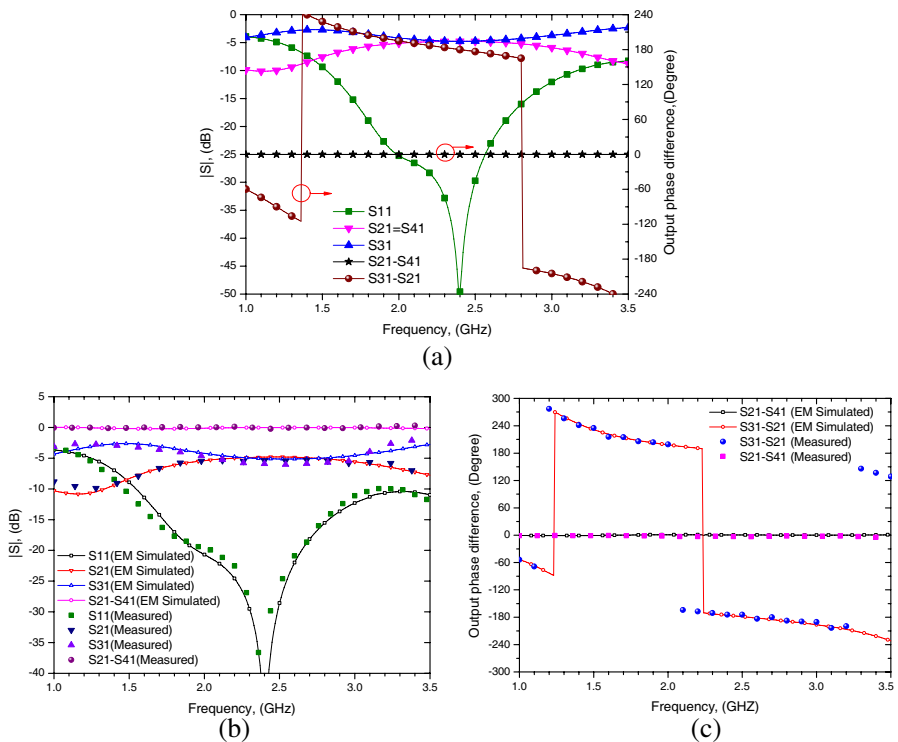 0
-5
-10
-15
-20
-25
-30
-35
-40
-45
-50
|S|, (dB)
240
180
120
60
0
-60
-120
-180
-240
Output phase difference,(Degree)
S11
S21=S41
S31
S21-S41
S31-S21
1.0 1.5 2.0 2.5 3.0 3.5
Frequency, (GHz)
(a)
5
0
-5
-10
-15
-20
-25
-30
-35
-40
|S|, (dB)
S11(EM Simulated)
S21(EM Simulated)
S31(EM Simulated)
S21-S41(EM Simulated)
S11(Measured)
S21(Measured)
S31(Measured)
S21-S41(Measured)
1.0 1.5 2.0 2.5 3.0 3.5
Frequency, (GHz)
(b)
300
240
180
120
60
0
-60
-120
-180
-240
-300
Output phase difference, (Degree)
S21-S41 (EM Simulated)
S31-S21 (EM Simulated)
S31-S21 (Measured)
S21-S41 (Measured)
1.0 1.5 2.0 2.5 3.0 3.5
Frequency, (GHZ)
(c)